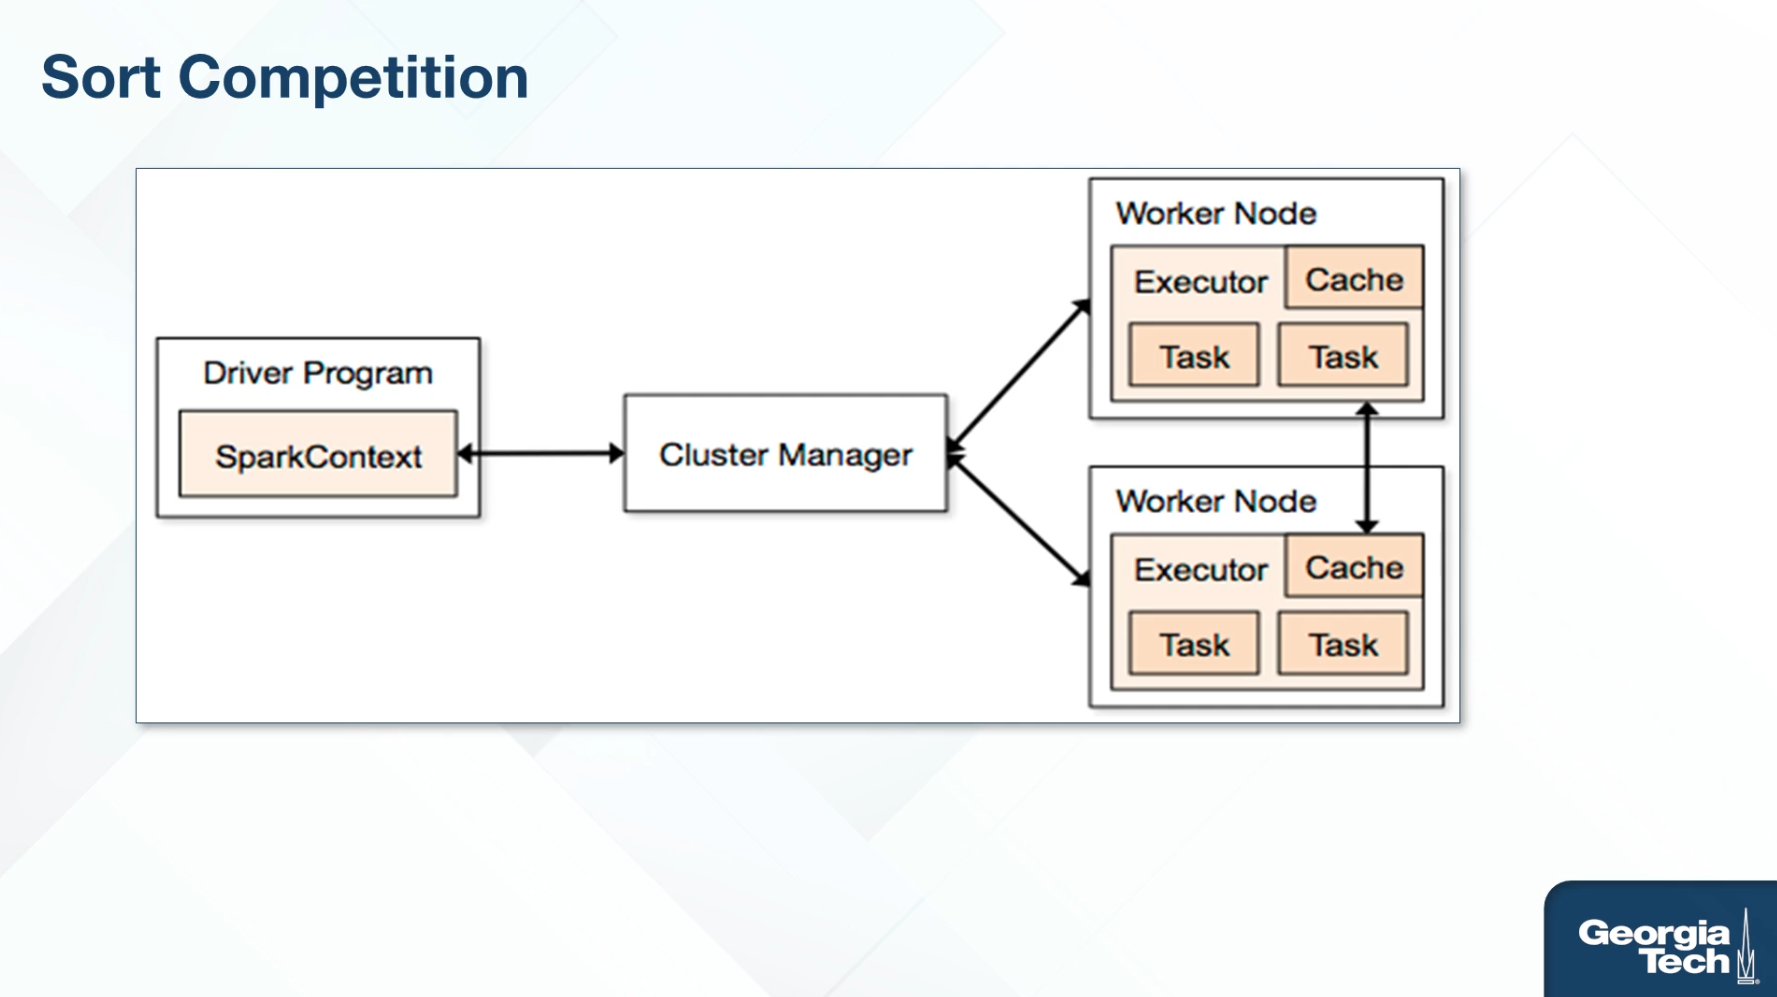 Sort Competition
Driver Program
SparkContext
Cluster Manager
Worker Node
Executor
Cache
Task
Task
Worker Node
Executor
Cache
Task
Task
Georgia
Tech